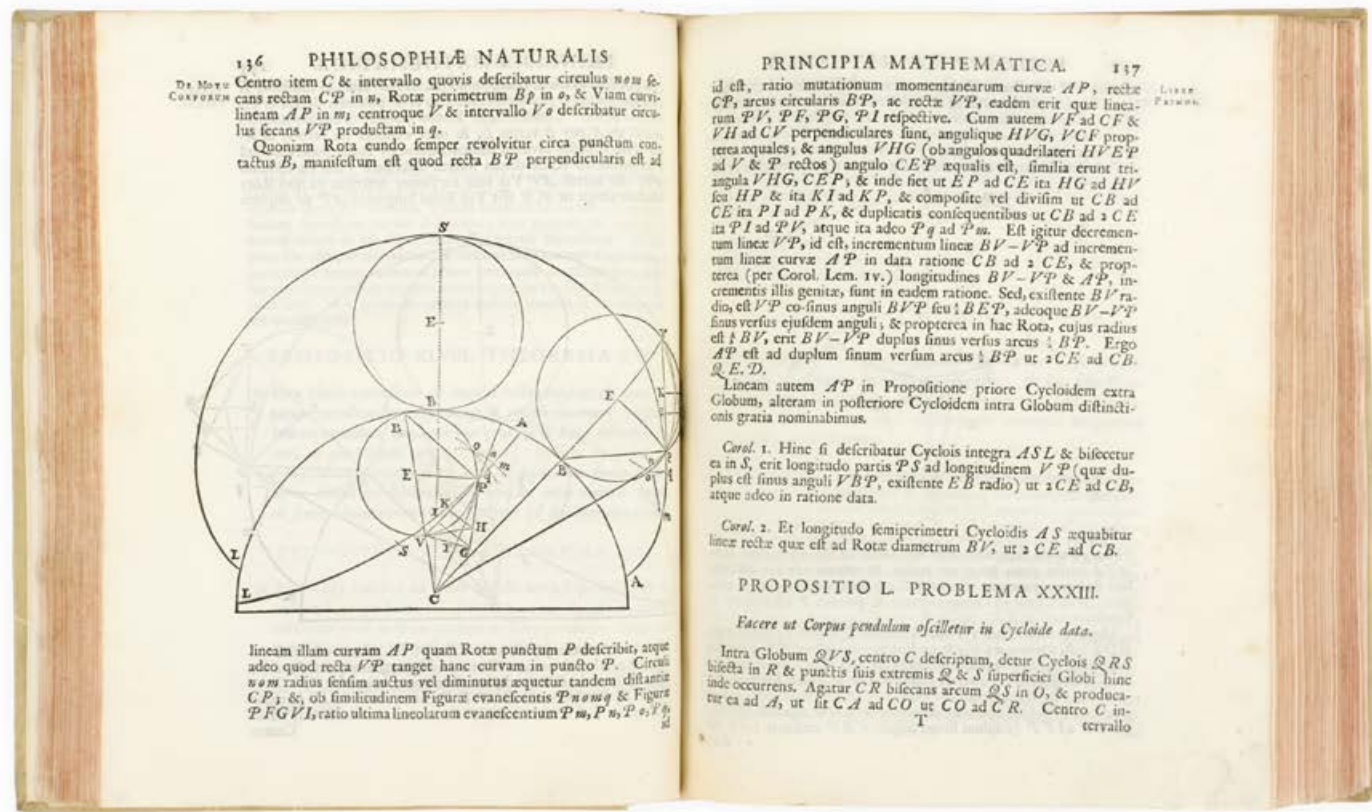 136 PHILOSOPHIÆ NATURALIS
DE MOTU CORPORUM
Centro item C & intervallo quovis deſcribatur circulus nom ſe-
cans rectam CP in n, Rotæ perimetrum Bp in o, & Viam curvi-
lineam AP in m; centroque V & intervallo Vo deſcribatur circu-
lus ſecans VP productam in q.
Quoniam Rota eundo ſemper revolvitur circa punctum con-
tactus B, manifeſtum eſt quod recta BP perpendicularis eſt ad
S
E
B
B
A
o
n
m
E
K
I
H
V
S
F
G
C
L
L
A
B
E
V
lineam illam curvam AP quam Rotæ punctum P deſcribit, atque
adeo quod recta VP tanget hanc curvam in puncto P. Circuli
nom radius ſenſim auctus vel diminutus æquetur tandem diſtantiæ
CP; &, ob ſimilitudinem Figuræ evaneſcentis Pnomq & Figuræ
PFGVI, ratio ultima lineolarum evaneſcentium Pm, Pn, Po, Pq,
id
PRINCIPIA MATHEMATICA. 137
LIBER PRIMUS.
id eſt, ratio mutationum momentanearum curvæ AP, rectæ
CP, arcus circularis BP, ac rectæ VP, eadem erit quæ linea-
rum PV, PF, PG, PI reſpective. Cum autem VF ad CF &
VH ad CV perpendiculares ſunt, angulique HVG, VCF prop-
terea æquales; & angulus VHG (ob angulos quadrilateri HVEP
ad V & P rectos) angulo CEP æqualis eſt, ſimilia erunt tri-
angula VHG, CEP; & inde fiet ut EP ad CE ita HG ad HV
ſeu HP & ita KI ad KP, & compoſite vel diviſim ut CB ad
CE ita PI ad PK, & duplicatis conſequentibus ut CB ad 2 CE
ita PI ad PV, atque ita adeo Pq ad Pm. Eſt igitur decremen-
tum lineæ VP, id eſt, incrementum lineæ BV–VP ad incremen-
tum lineæ curvæ AP in data ratione CB ad 2 CE, & prop-
terea (per Corol. Lem. IV.) longitudines BV–VP & AP, in-
crementis illis genitæ, ſunt in eadem ratione. Sed, exiſtente BV ra-
dio, eſt VP co-ſinus anguli BVP ſeu ½ BEP, adeoque BV–VP
ſinus verſus ejuſdem anguli; & propterea in hac Rota, cujus radius
eſt ½ BV, erit BV–VP duplus ſinus verſus arcus ½ BP. Ergo
AP eſt ad duplum ſinum verſum arcus ½ BP ut 2 CE ad CB.
Q.E.D.
Lineam autem AP in Propoſitione priore Cycloidem extra
Globum, alteram in poſteriore Cycloidem intra Globum diſtincti-
onis gratia nominabimus.
Corol. 1. Hinc ſi deſcribatur Cyclois integra ASL & biſecetur
ea in S, erit longitudo partis PS ad longitudinem VP (quæ du-
plus eſt ſinus anguli VBP, exiſtente EB radio) ut 2 CE ad CB,
atque adeo in ratione data.
Corol. 2. Et longitudo ſemiperimetri Cycloidis AS æquabitur
lineæ rectæ quæ eſt ad Rotæ diametrum BV, ut 2 CE ad CB.
PROPOSITIO L. PROBLEMA XXXIII.
Facere ut Corpus pendulum oſcilletur in Cycloide data.
Intra Globum QVS, centro C deſcriptum, detur Cyclois QRS
biſecta in R & punctis ſuis extremis Q & S ſuperficiei Globi hinc
inde occurrens. Agatur CR biſecans arcum QS in O, & produca-
tur ea ad A, ut ſit CA ad CO ut CO ad CR. Centro C in-
T tervallo